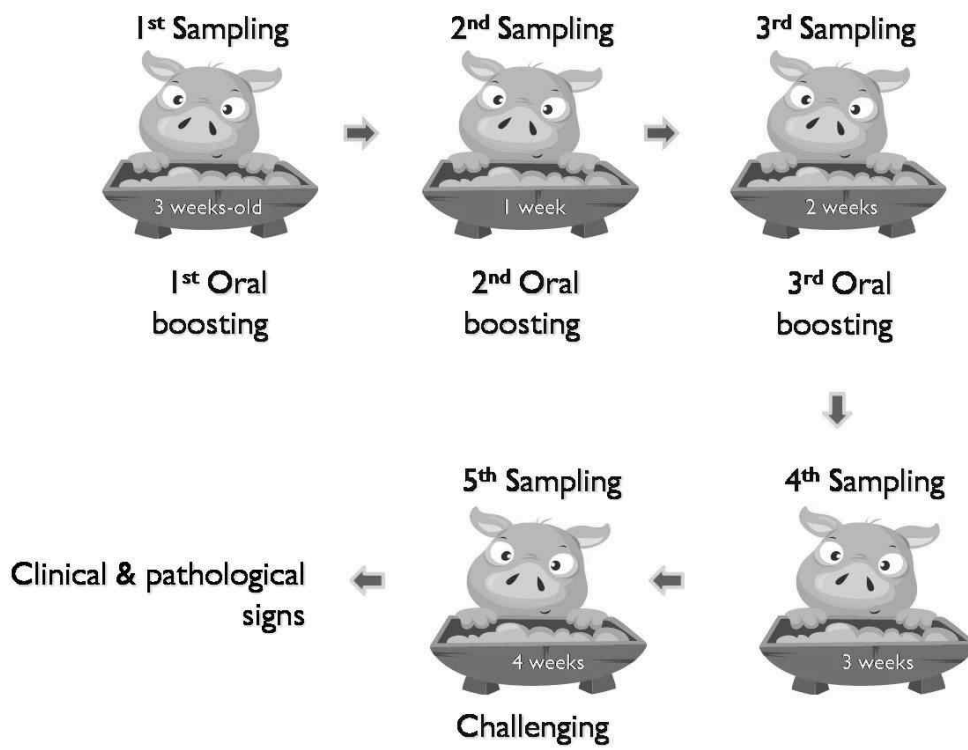 1st Sampling
2nd Sampling
3rd Sampling
3 weeks-old
1 week
2 weeks
1st Oral
boosting
2nd Oral
boosting
3rd Oral
boosting
5th Sampling
4th Sampling
Clinical & pathological
signs
4 weeks
3 weeks
Challenging